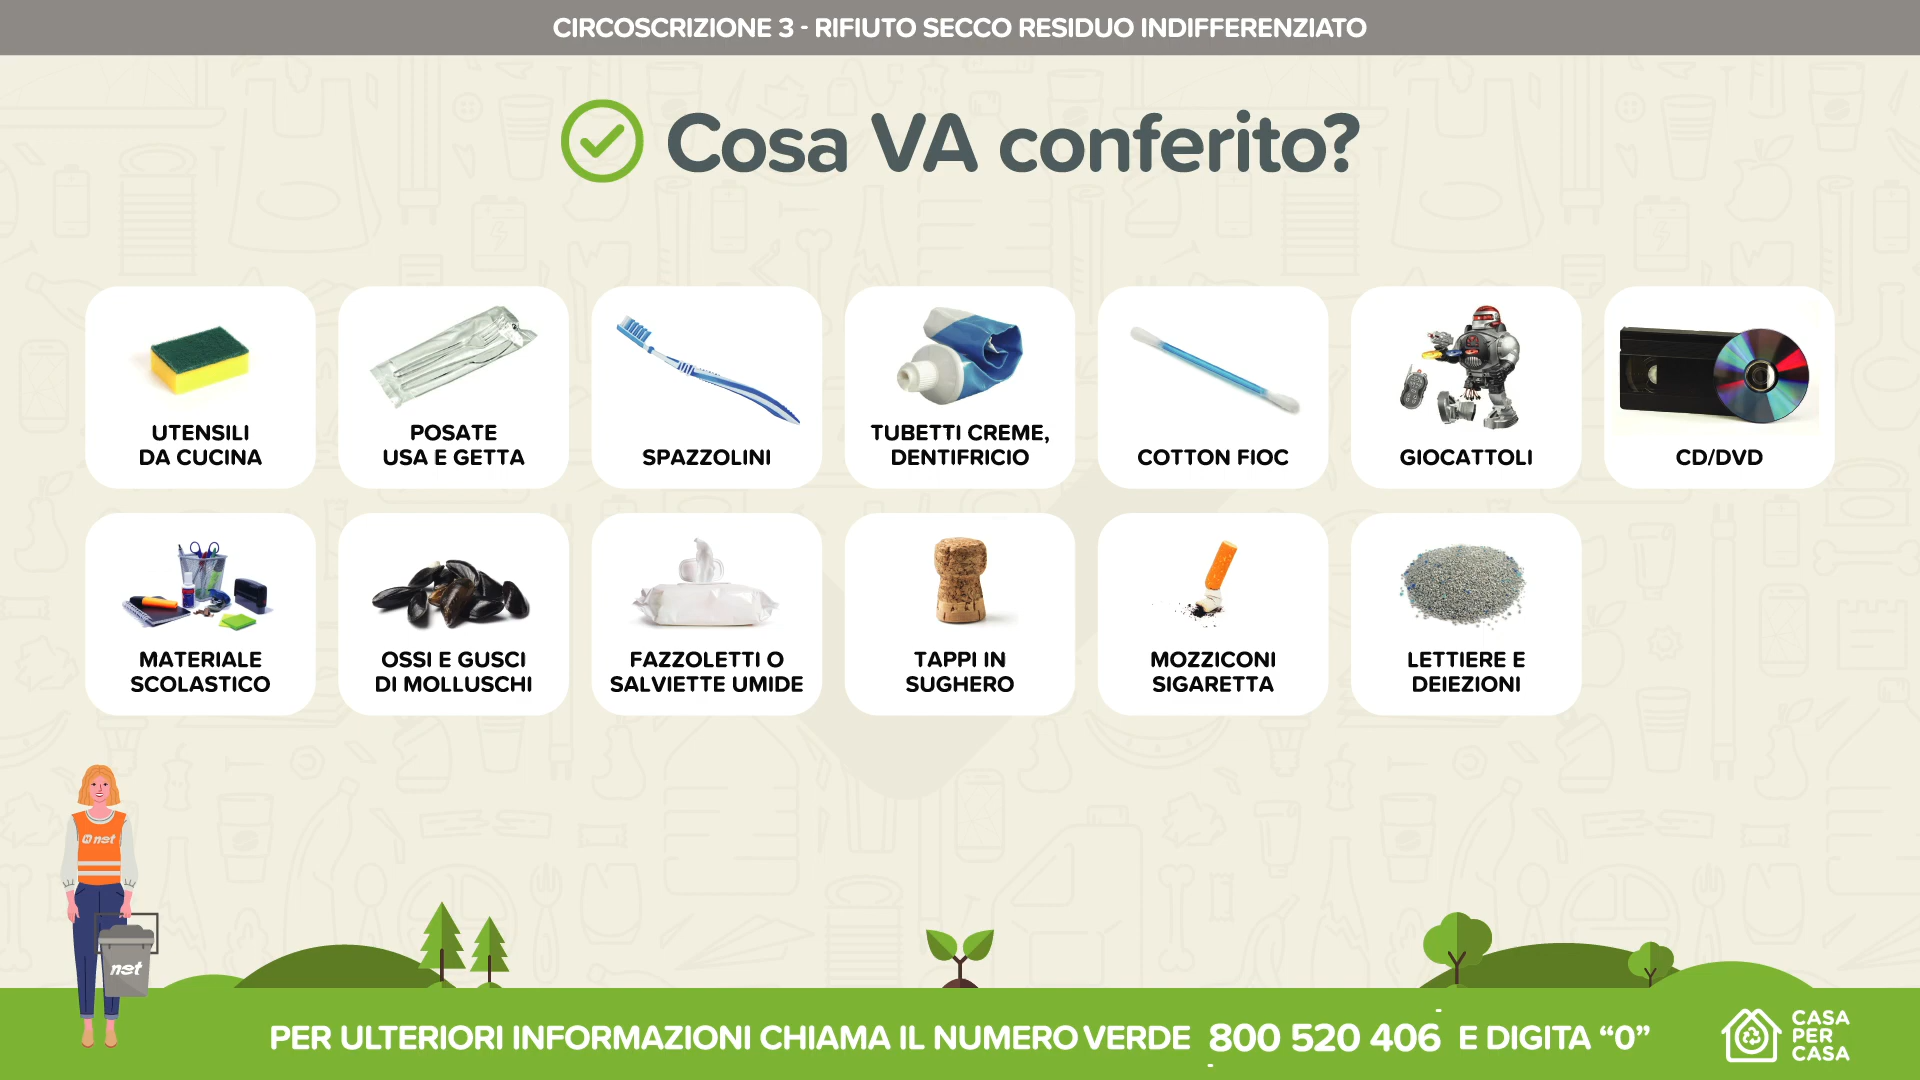 CIRCOSCRIZIONE 3 - RIFIUTO SECCO RESIDUO INDIFFERENZIATO
Cosa VA conferito?
UTENSILI
DA CUCINA
POSATE
USA E GETTA
SPAZZOLINI
TUBETTI CREME,
DENTIFRICIO
COTTON FIOC
GIOCATTOLI
CD/DVD
MATERIALE
SCOLASTICO
OSSI E GUSCI
DI MOLLUSCHI
FAZZOLETTI O
SALVIETTE UMIDE
TAPPI IN
SUGHERO
MOZZICONI
SIGARETTA
LETTIERE E
DEIEZIONI
net
net
PER ULTERIORI INFORMAZIONI CHIAMA IL NUMERO VERDE 800 520 406 E DIGITA “0”
CASA
PER
CASA